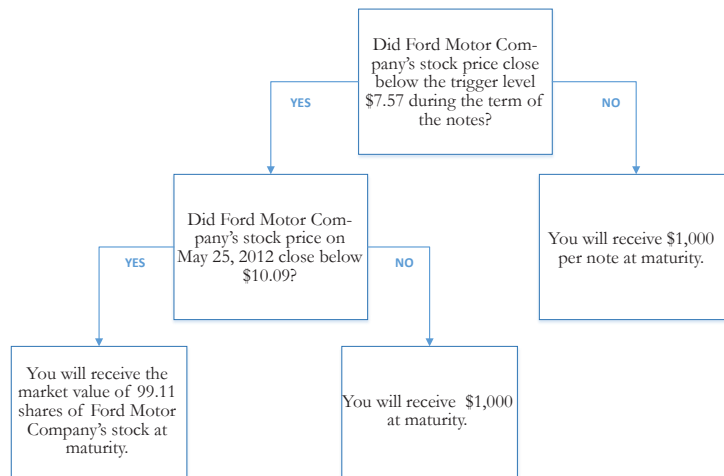 Did Ford Motor Com-
pany's stock price close
below the trigger level
$7.57 during the term of
the notes?
YES
NO
Did Ford Motor Com-
pany's stock price on
May 25, 2012 close below
$10.09?
You will receive $1,000
per note at maturity.
YES
NO
You will receive the
market value of 99.11
shares of Ford Motor
Company's stock at
maturity.
You will receive $1,000
at maturity.